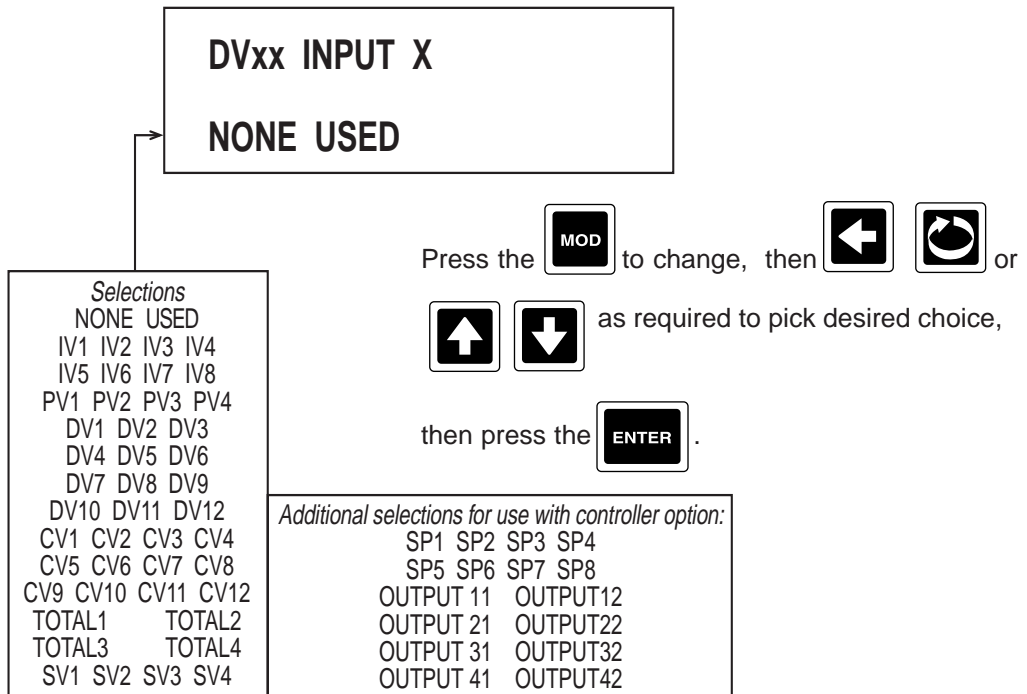 DVxx INPUT X
NONE USED
Press the MOD to change, then or
as required to pick desired choice,
then press the ENTER .
Selections
NONE USED
IV1 IV2 IV3 IV4
IV5 IV6 IV7 IV8
PV1 PV2 PV3 PV4
DV1 DV2 DV3
DV4 DV5 DV6
DV7 DV8 DV9
DV10 DV11 DV12
CV1 CV2 CV3 CV4
CV5 CV6 CV7 CV8
CV9 CV10 CV11 CV12
TOTAL1 TOTAL2
TOTAL3 TOTAL4
SV1 SV2 SV3 SV4
Additional selections for use with controller option:
SP1 SP2 SP3 SP4
SP5 SP6 SP7 SP8
OUTPUT 11 OUTPUT12
OUTPUT 21 OUTPUT22
OUTPUT 31 OUTPUT32
OUTPUT 41 OUTPUT42